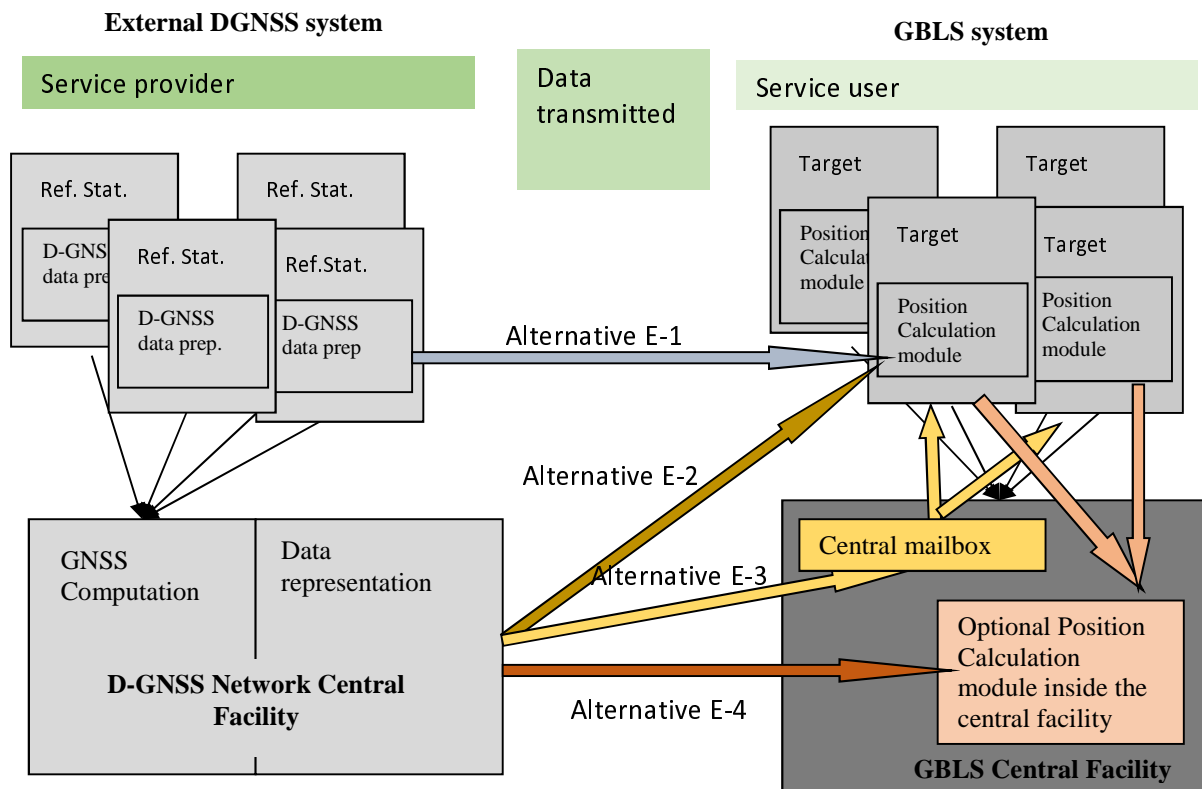 External DGNSS system
GBLS system
Service provider
Data
transmitted
Service user
Ref. Stat.
D-GNSS
data pre
Ref. Stat.
Ref. Stat.
D-GNSS
data prep.
Ref.Stat.
D-GNSS
data prep
Target
Position
Calculat
module
Target
Target
Position
Calculation
module
Target
Position
Calculation
module
Alternative E-1
Alternative E-2
Alternative E-3
Alternative E-4
GNSS
Computation
Data
representation
D-GNSS Network Central
Facility
Central mailbox
Optional Position
Calculation
module inside the
central facility
GBLS Central Facility